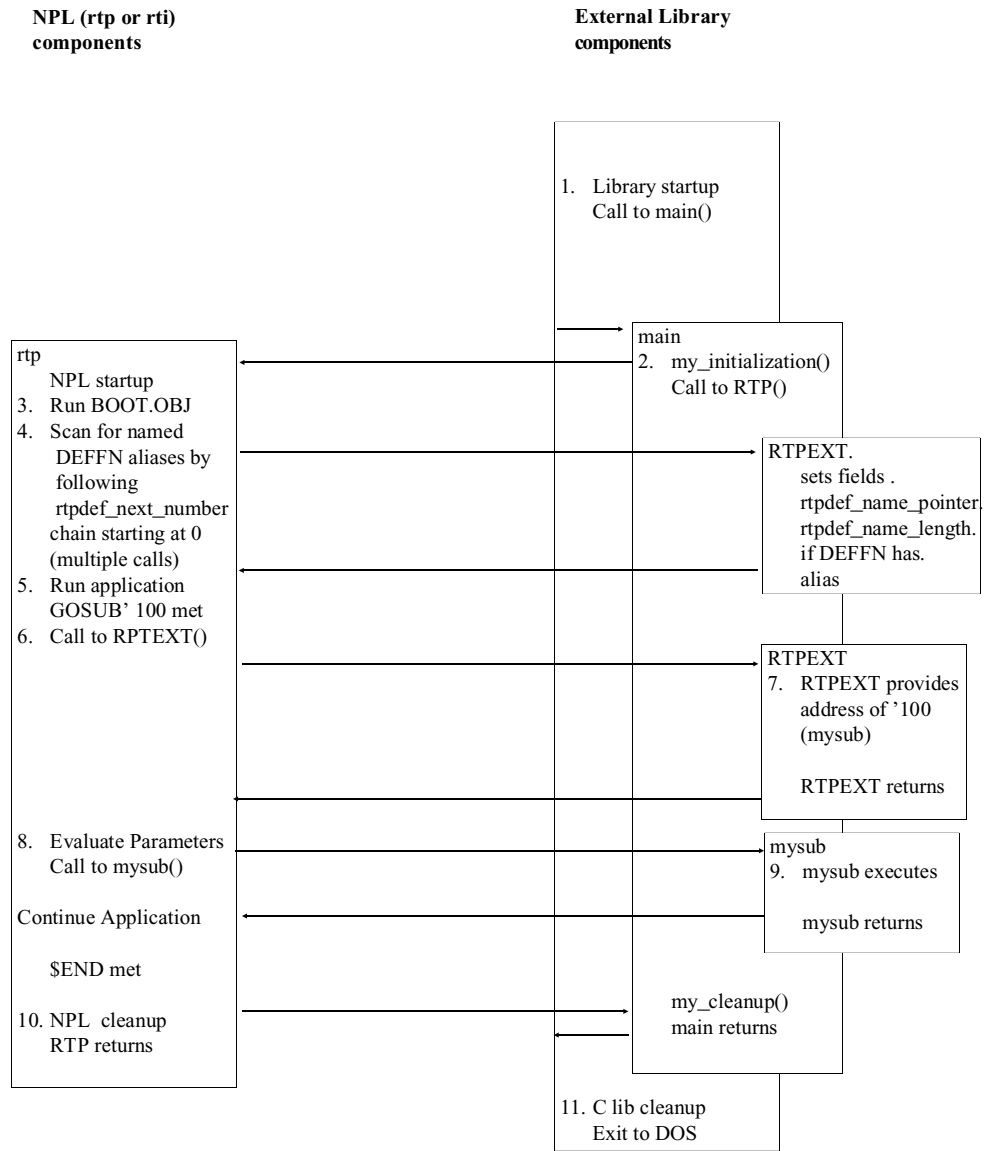 NPL (rtp or rti)
components
External Library
components
1. Library startup
Call to main()
main
2. my_initialization()
Call to RTP()
rtp
NPL startup
3. Run BOOT.OBJ
4. Scan for named
DEFFN aliases by
following
rtpdef_next_number
chain starting at 0
(multiple calls)
5. Run application
GOSUB’ 100 met
6. Call to RPTEXT()
RTPEXT.
sets fields .
rtpdef_name_pointer.
rtpdef_name_length.
if DEFFN has.
alias
RTPEXT
7. RTPEXT provides
address of ’100
(mysub)
RTPEXT returns
8. Evaluate Parameters
Call to mysub()
mysub
9. mysub executes
mysub returns
Continue Application
$END met
10. NPL cleanup
RTP returns
my_cleanup()
main returns
11. C lib cleanup
Exit to DOS